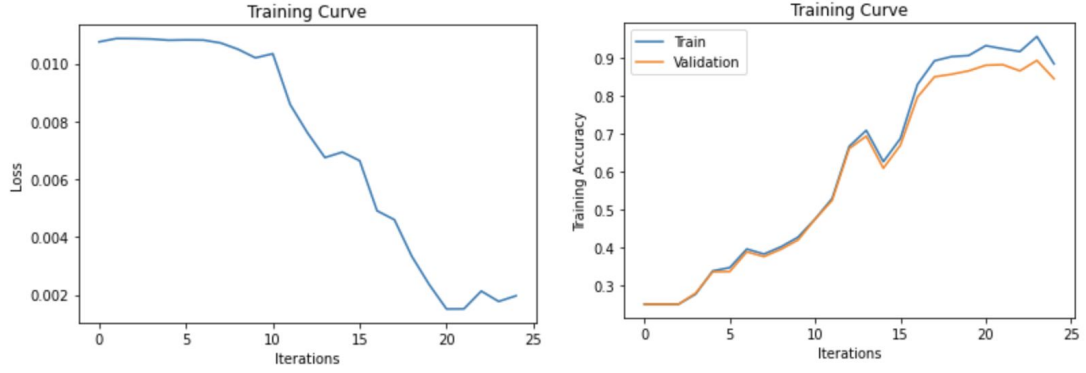 Training Curve
0.010
0.008
0.006
0.004
0.002
Loss
0 5 10 15 20 25
Iterations
Training Curve
Train
Validation
0.9
0.8
0.7
0.6
0.5
0.4
0.3
Training Accuracy
0 5 10 15 20 25
Iterations